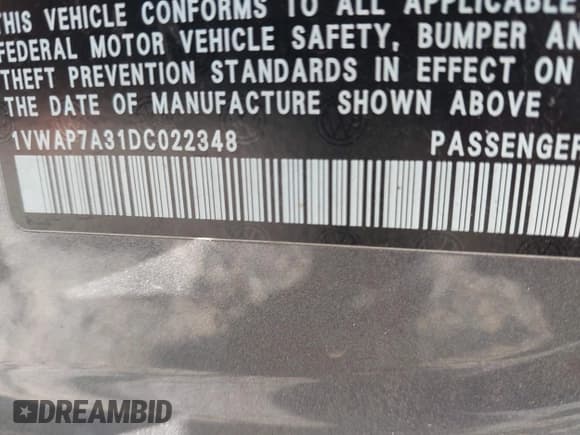 THIS VEHICLE CONFORMS TO ALL APPLICABLE
FEDERAL MOTOR VEHICLE SAFETY, BUMPER AN
THEFT PREVENTION STANDARDS IN EFFECT ON
THE DATE OF MANUFACTURE SHOWN ABOVE.
1VWAP7A31DC022348 PASSENGER
DREAMBID